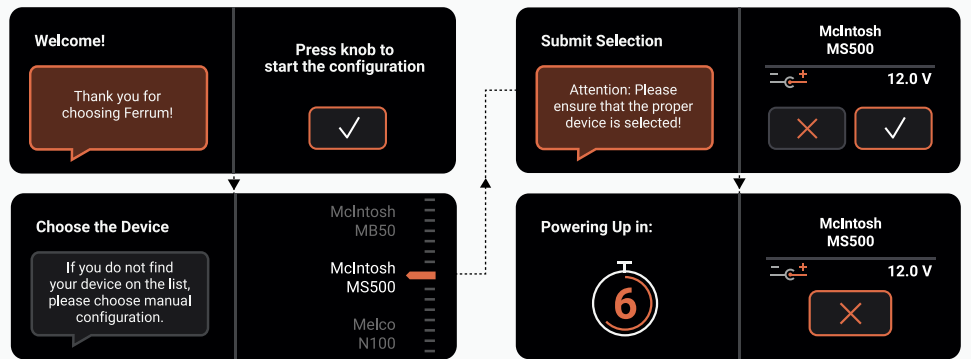 Welcome!
Thank you for
choosing Ferrum!
Press knob to
start the configuration
Choose the Device
If you do not find
your device on the list,
please choose manual
configuration.
McIntosh
MB50
McIntosh
MS500
Melco
N100
Submit Selection
Attention: Please
ensure that the proper
device is selected!
McIntosh
MS500
12.0 V
Powering Up in:
6
McIntosh
MS500
12.0 V